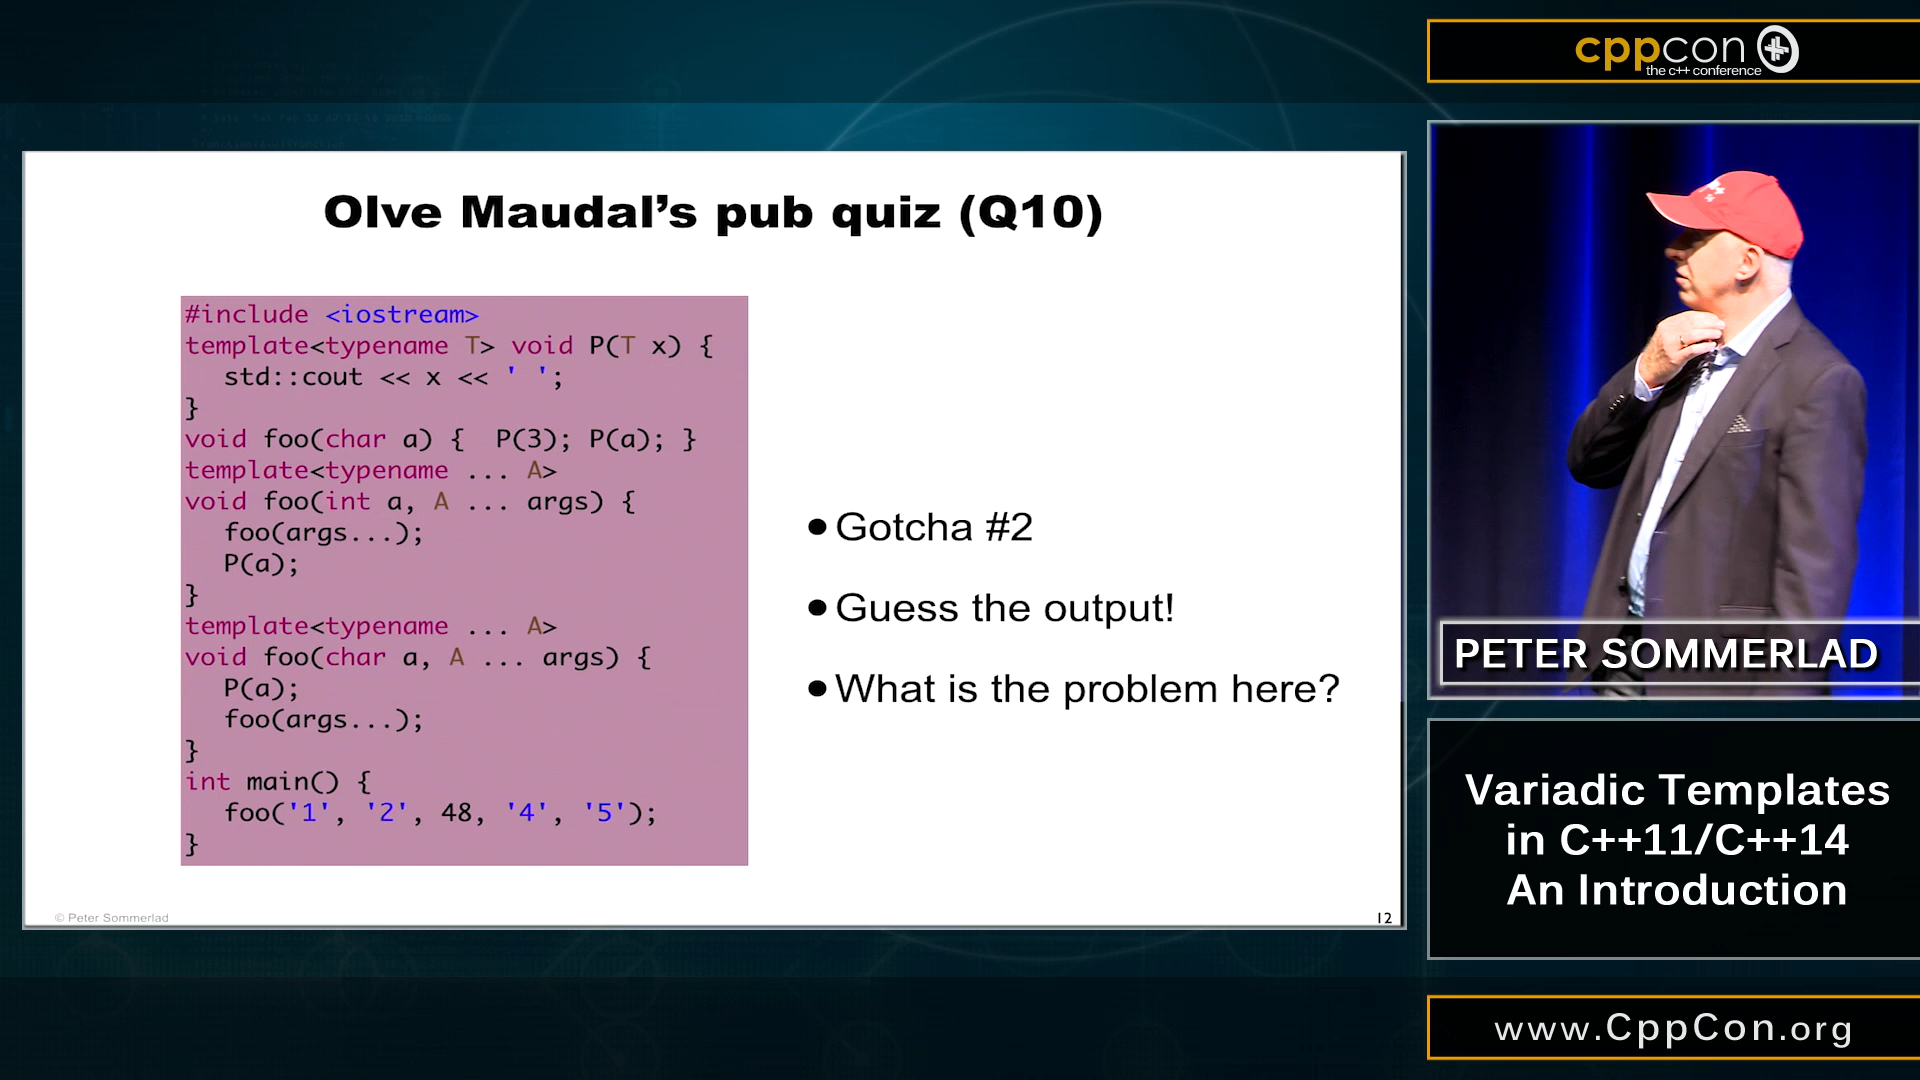 cppcon
the c++ conference
Olve Maudal’s pub quiz (Q10)
#include <iostream>
template<typename T> void P(T x) {
std::cout << x << ' ';
}
void foo(char a) { P(3); P(a); }
template<typename ... A>
void foo(int a, A ... args) {
foo(args...);
P(a);
}
template<typename ... A>
void foo(char a, A ... args) {
P(a);
foo(args...);
}
int main() {
foo('1', '2', 48, '4', '5');
}
•Gotcha #2
•Guess the output!
•What is the problem here?
© Peter Sommerlad
12
PETER SOMMERLAD
Variadic Templates
in C++11/C++14
An Introduction
www.CppCon.org